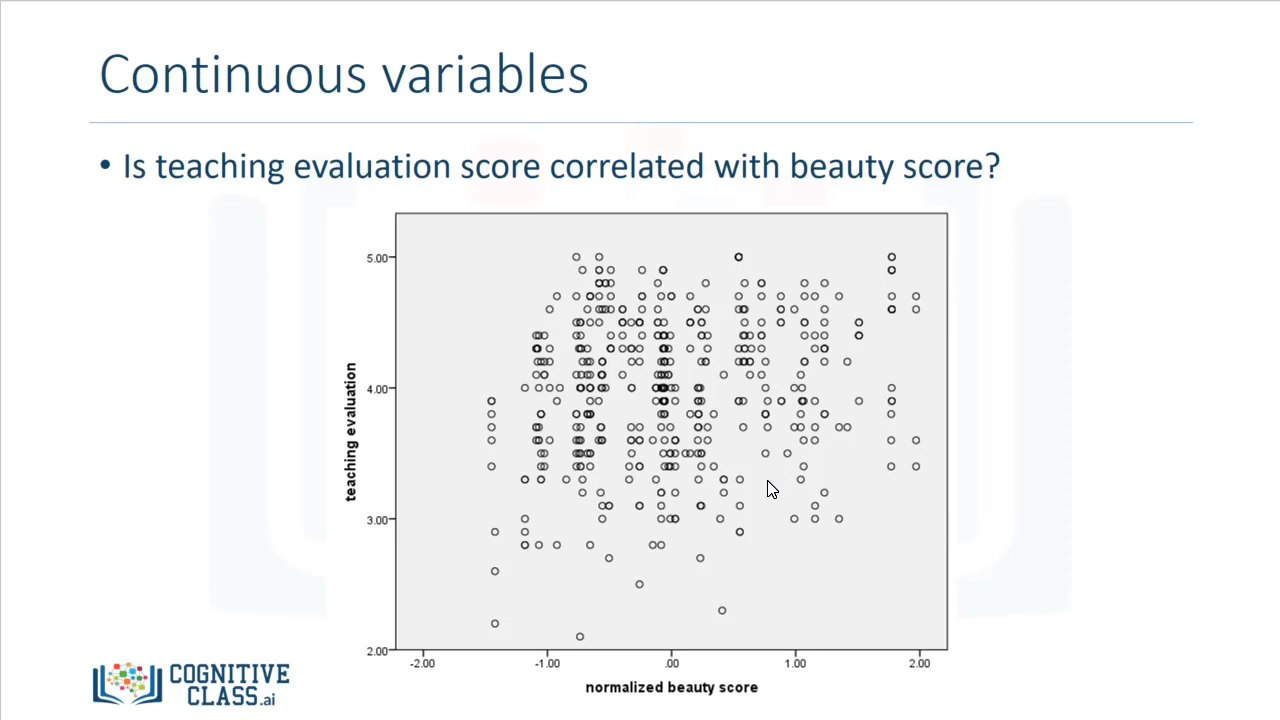 Continuous variables
• Is teaching evaluation score correlated with beauty score?
5.00
4.00
3.00
2.00
teaching evaluation
-2.00
-1.00
.00
1.00
2.00
normalized beauty score
COGNITIVE
CLASS.ai